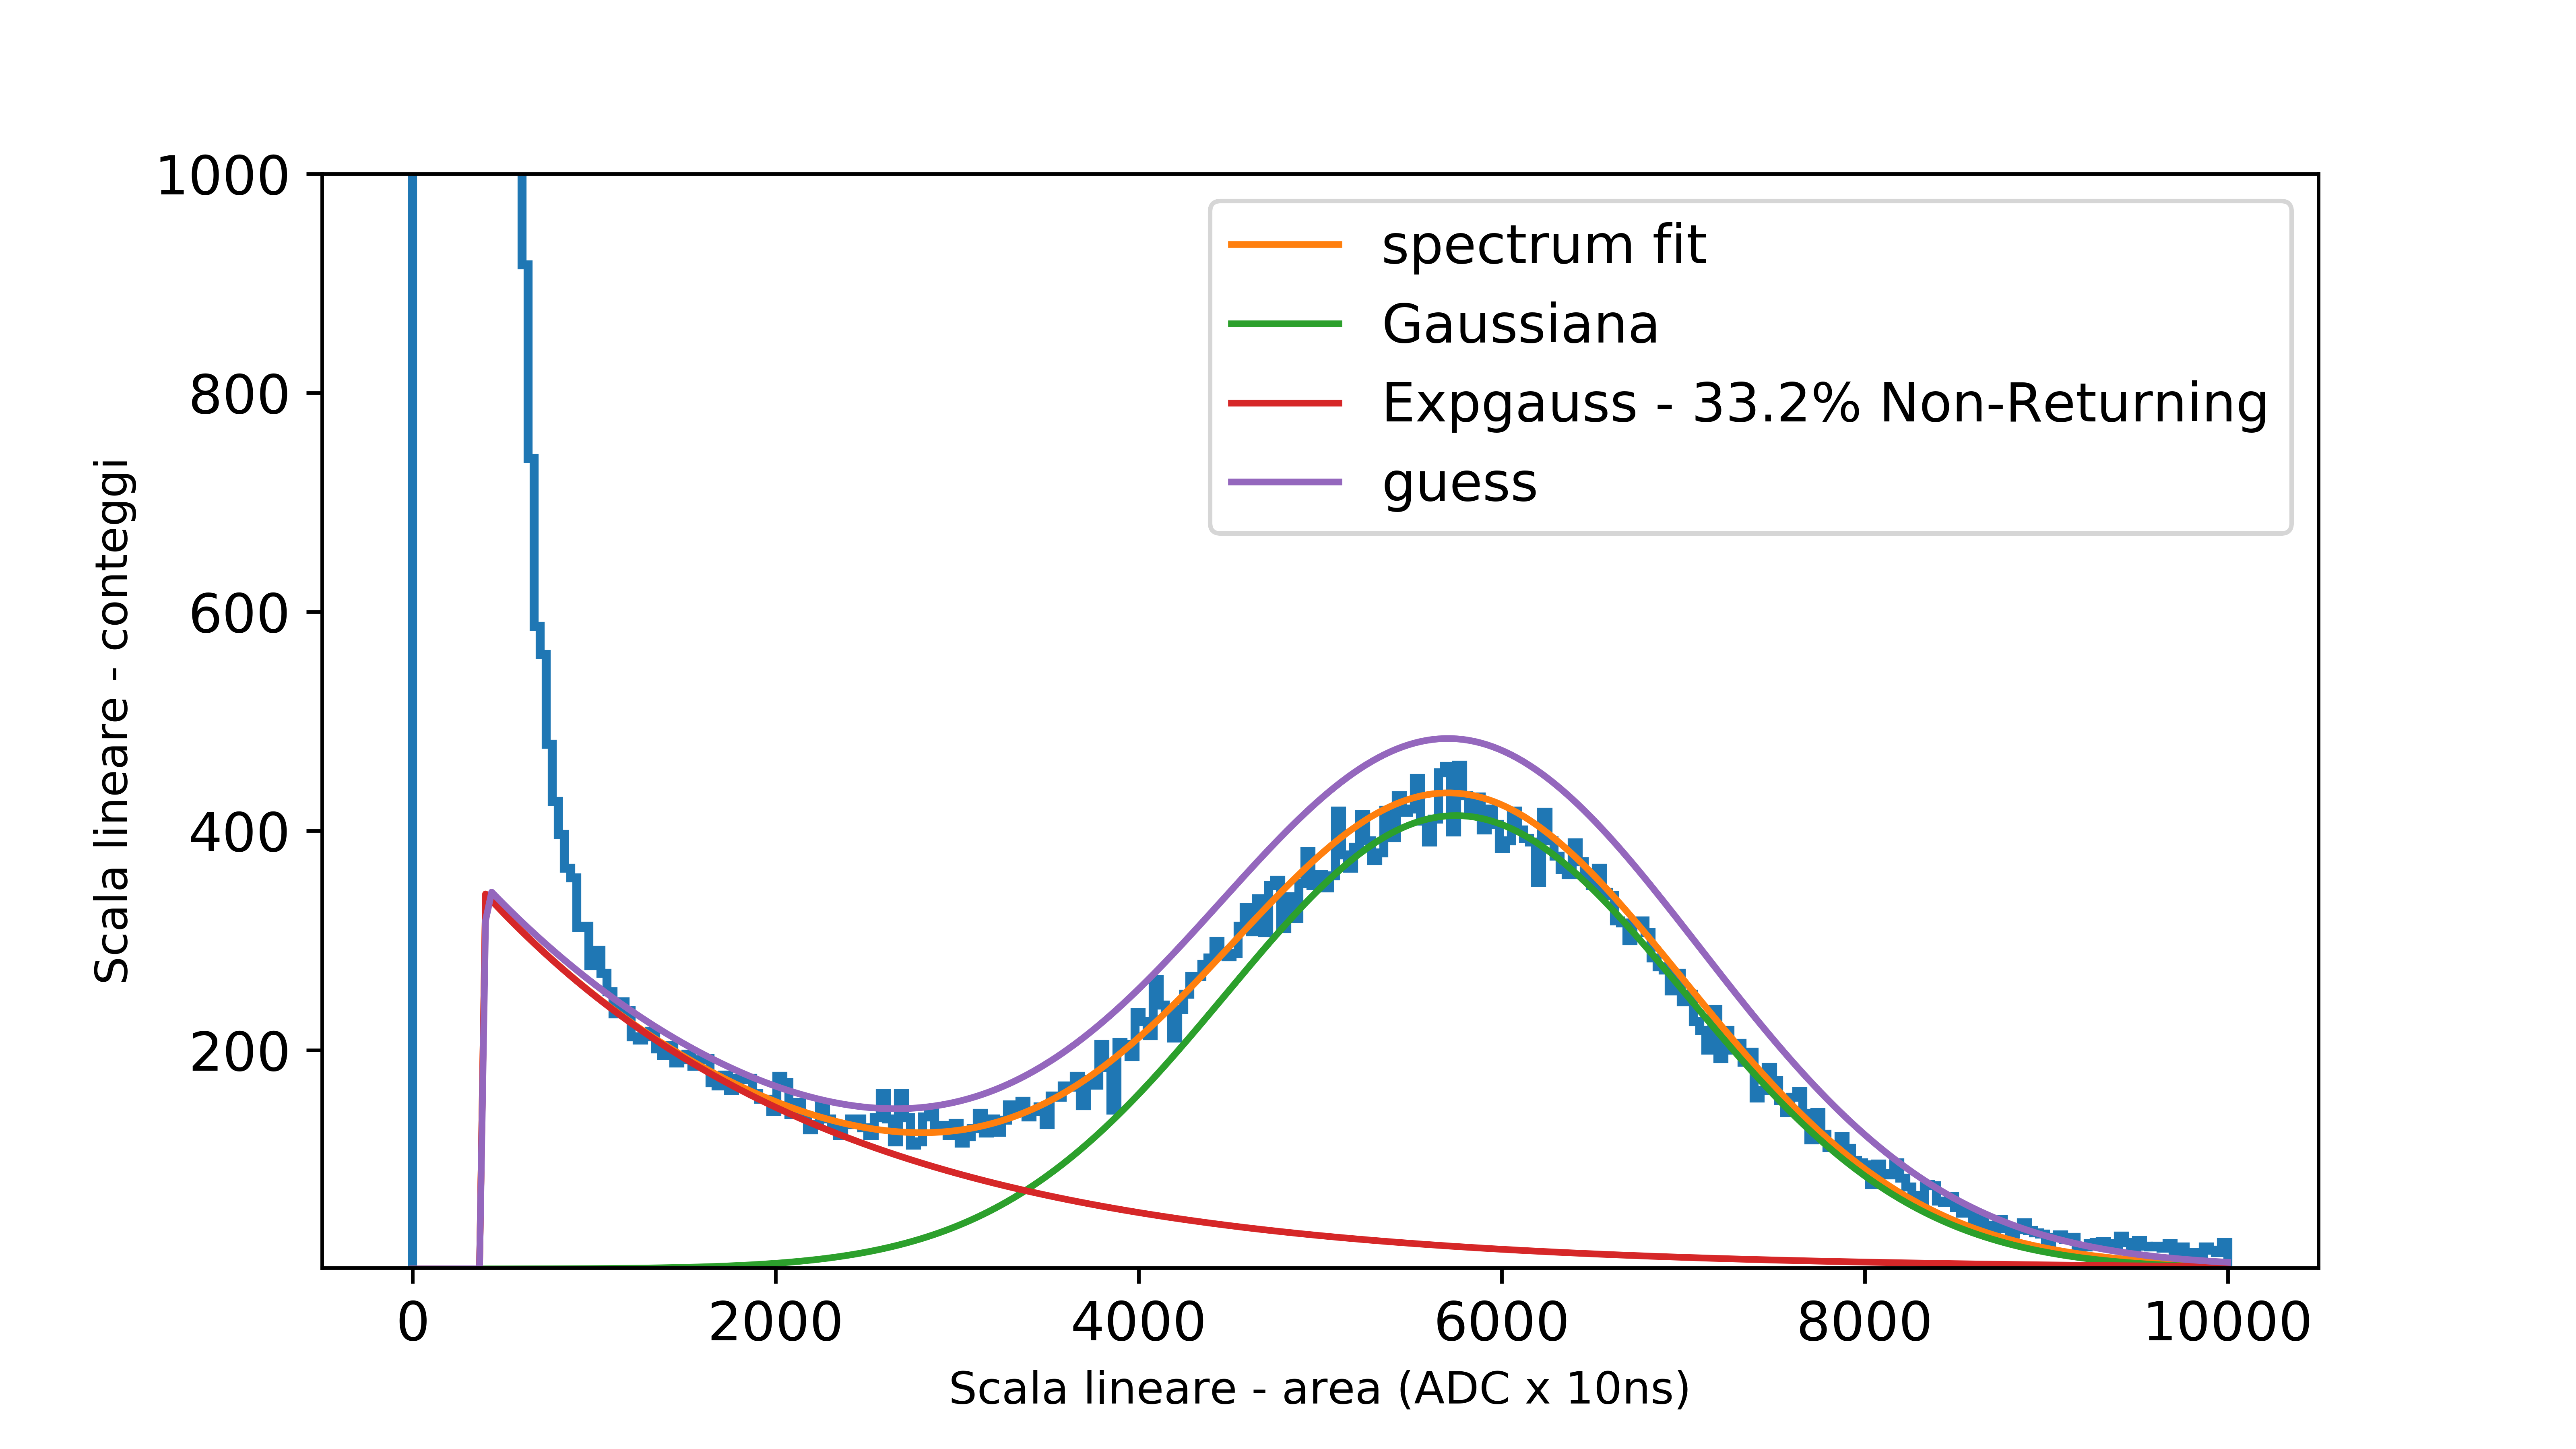 1000
800
600
400
200
Scala lineare - conteggi
spectrum fit
Gaussiana
Expgauss - 33.2% Non-Returning
guess
0 2000 4000 6000 8000 10000
Scala lineare - area (ADC x 10ns)